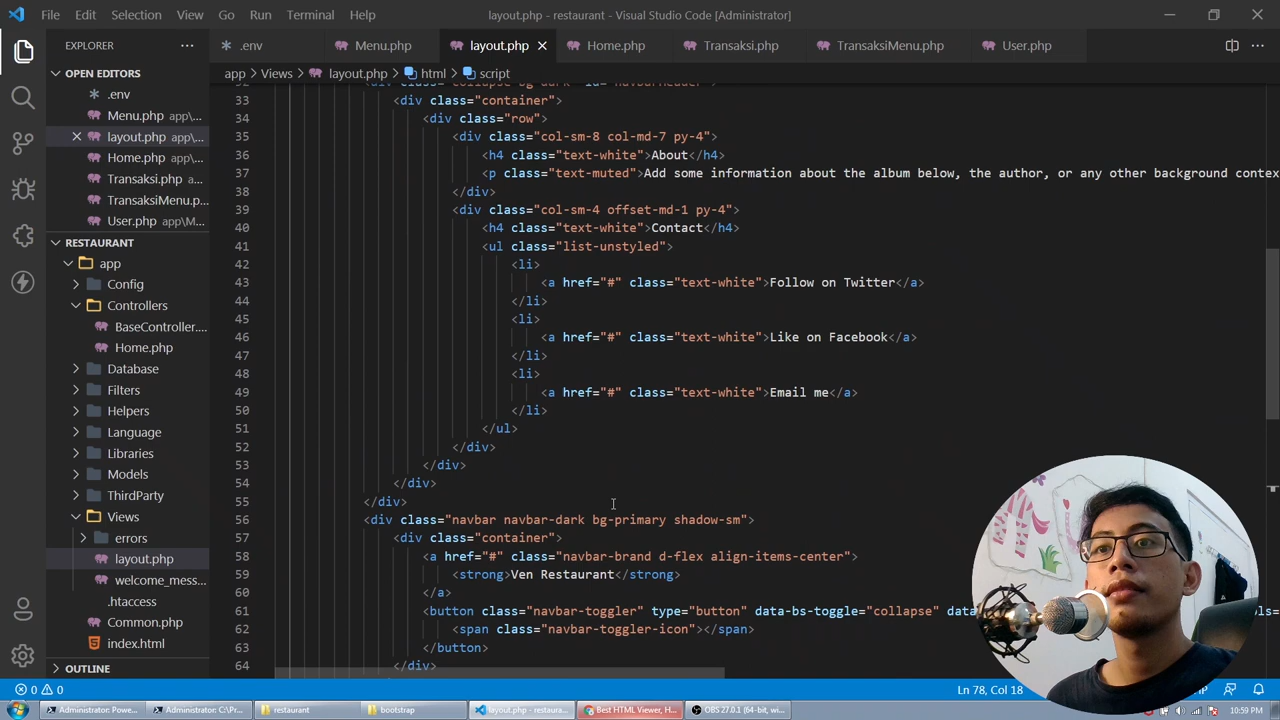 File Edit Selection View Go Run Terminal Help layout.php - restaurant - Visual Studio Code [Administrator]
EXPLORER
.env Menu.php layout.php Home.php Transaksi.php TransaksiMenu.php User.php
app > Views > layout.php > html > script
OPEN EDITORS
.env
Menu.php app\...
layout.php app\...
Home.php app\...
Transaksi.php a...
TransaksiMenu.p...
User.php app\M...
RESTAURANT
app
Config
Controllers
BaseController....
Home.php
Database
Filters
Helpers
Language
Libraries
Models
ThirdParty
Views
errors
layout.php
welcome_mess...
.htaccess
Common.php
index.html
OUTLINE
33 <div class="container">
34 <div class="row">
35 <div class="col-sm-8 col-md-7 py-4">
36 <h4 class="text-white">About</h4>
37 <p class="text-muted">Add some information about the album below, the author, or any other background contex
38 </div>
39 <div class="col-sm-4 offset-md-1 py-4">
40 <h4 class="text-white">Contact</h4>
41 <ul class="list-unstyled">
42 <li>
43 <a href="#" class="text-white">Follow on Twitter</a>
44 </li>
45 <li>
46 <a href="#" class="text-white">Like on Facebook</a>
47 </li>
48 <li>
49 <a href="#" class="text-white">Email me</a>
50 </li>
51 </ul>
52 </div>
53 </div>
54 </div>
55 </div>
56 <div class="navbar navbar-dark bg-primary shadow-sm">
57 <div class="container">
58 <a href="#" class="navbar-brand d-flex align-items-center">
59 <strong>Ven Restaurant</strong>
60 </a>
61 <button class="navbar-toggler" type="button" data-bs-toggle="collapse" dat
62 <span class="navbar-toggler-icon"></span>
63 </button>
64 </div>
0 0 Ln 78, Col 18
Administrator: Powe... Administrator: C:\Pr... restaurant bootstrap layout.php - restaura... Best HTML Viewer, H... OBS 27.0.1 (64-bit, wi... 10:59 PM